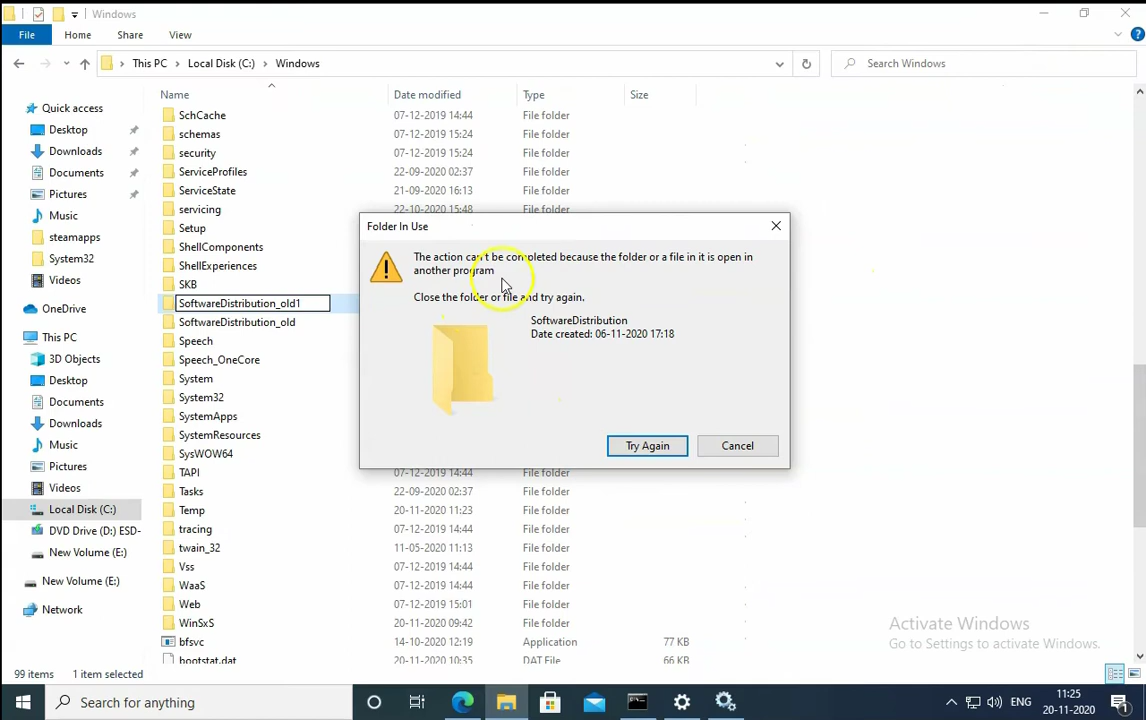 Windows
File Home Share View
This PC > Local Disk (C:) > Windows
Search Windows
Name Date modified Type Size
Quick access
Desktop
Downloads
Documents
Pictures
Music
steamapps
System32
Videos
OneDrive
This PC
3D Objects
Desktop
Documents
Downloads
Music
Pictures
Videos
Local Disk (C:)
DVD Drive (D:) ESD-
New Volume (E:)
New Volume (E:)
Network
SchCache 07-12-2019 14:44 File folder
schemas 07-12-2019 15:24 File folder
security 07-12-2019 15:24 File folder
ServiceProfiles 22-09-2020 02:37 File folder
ServiceState 21-09-2020 16:13 File folder
servicing 22-10-2020 15:48 File folder
Setup
ShellComponents
ShellExperiences
SKB
SoftwareDistribution_old1
SoftwareDistribution_old
Speech
Speech_OneCore
System
System32
SystemApps
SystemResources
SysWOW64
TAPI 07-12-2019 14:44 File folder
Tasks 22-09-2020 02:37 File folder
Temp 20-11-2020 11:23 File folder
tracing 07-12-2019 14:44 File folder
twain_32 11-05-2020 11:13 File folder
Vss 07-12-2019 14:44 File folder
WaaS 07-12-2019 14:44 File folder
Web 07-12-2019 15:01 File folder
WinSxS 20-11-2020 09:42 File folder
bfsvc 14-10-2020 12:19 Application 77 KB
bootstat.dat 20-11-2020 10:35 DAT File 66 KB
Folder In Use
The action can't be completed because the folder or a file in it is open in
another program
Close the folder or file and try again.
SoftwareDistribution
Date created: 06-11-2020 17:18
Try Again Cancel
Activate Windows
Go to Settings to activate Windows.
99 items 1 item selected
Search for anything
ENG
11:25
20-11-2020
1